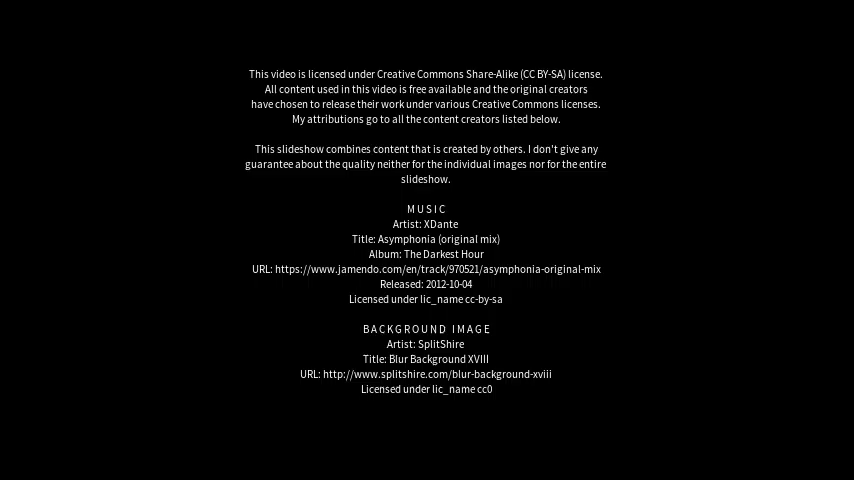 This video is licensed under Creative Commons Share-Alike (CC BY-SA) license.
All content used in this video is free available and the original creators
have chosen to release their work under various Creative Commons licenses.
My attributions go to all the content creators listed below.
This slideshow combines content that is created by others. I don't give any
guarantee about the quality neither for the individual images nor for the entire
slideshow.
MUSIC
Artist: XDante
Title: Asymphonia (original mix)
Album: The Darkest Hour
URL: https://www.jamendo.com/en/track/970521/asymphonia-original-mix
Released: 2012-10-04
Licensed under lic_name cc-by-sa
BACKGROUND IMAGE
Artist: SplitShire
Title: Blur Background XVIII
URL: http://www.splitshire.com/blur-background-xviii
Licensed under lic_name cc0